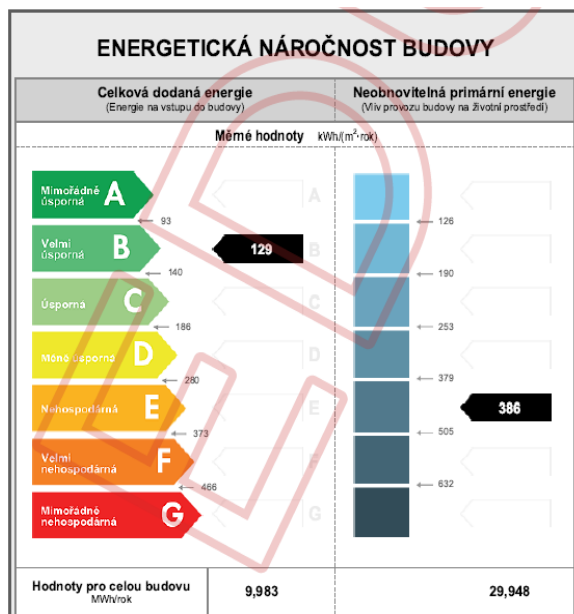 ENERGETICKÁ NÁROČNOST BUDOVY
Celková dodaná energie
(Energie na vstupu do budovy)
Neobnovitelná primární energie
(Vliv provozu budovy na životní prostředí)
Měrné hodnoty kWh/(m²·rok)
Mimořádně
úsporná
A
A
93
126
Velmi
úsporná
B
129
B
140
190
Úsporná
C
C
186
253
Méně úsporná
D
D
280
379
Nehospodárná
E
E
386
373
505
Velmi
nehospodárná
F
F
466
632
Mimořádně
nehospodárná
G
G
Hodnoty pro celou budovu
MWh/rok
9,983
29,948